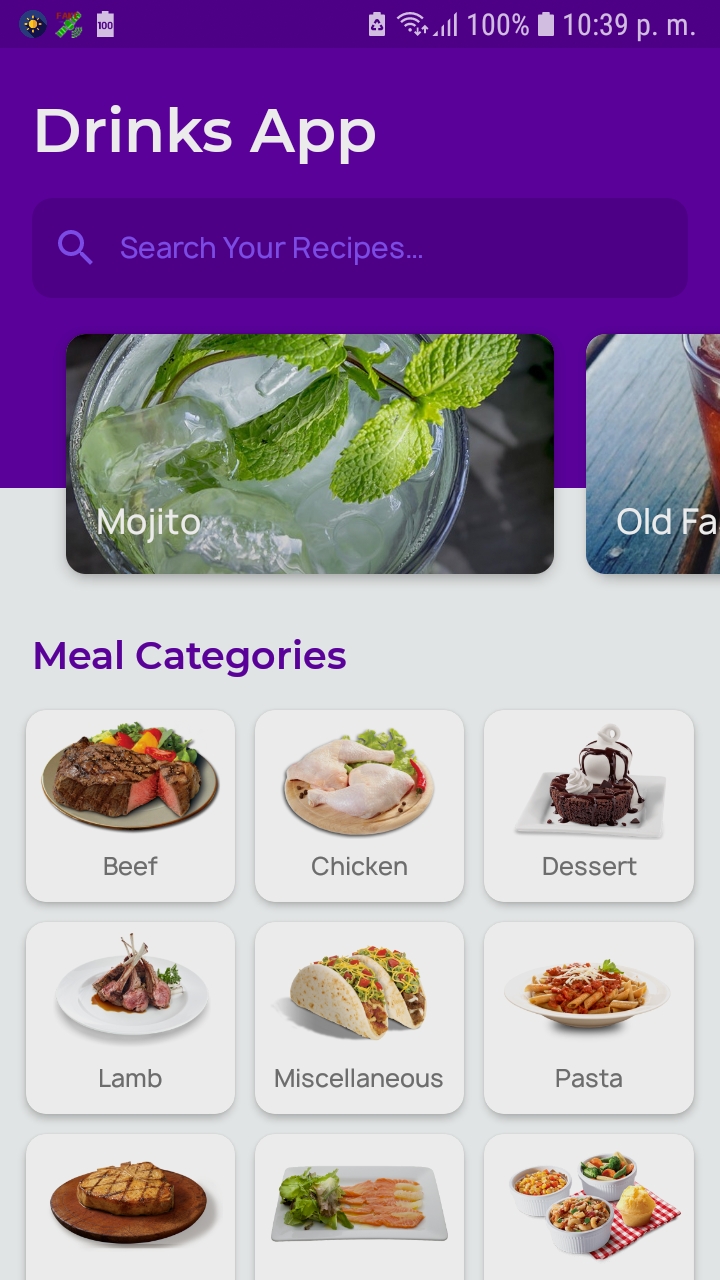 100 100% 10:39 p. m.
Drinks App
Search Your Recipes...
Mojito
Old Fa
Meal Categories
Beef
Chicken
Dessert
Lamb
Miscellaneous
Pasta